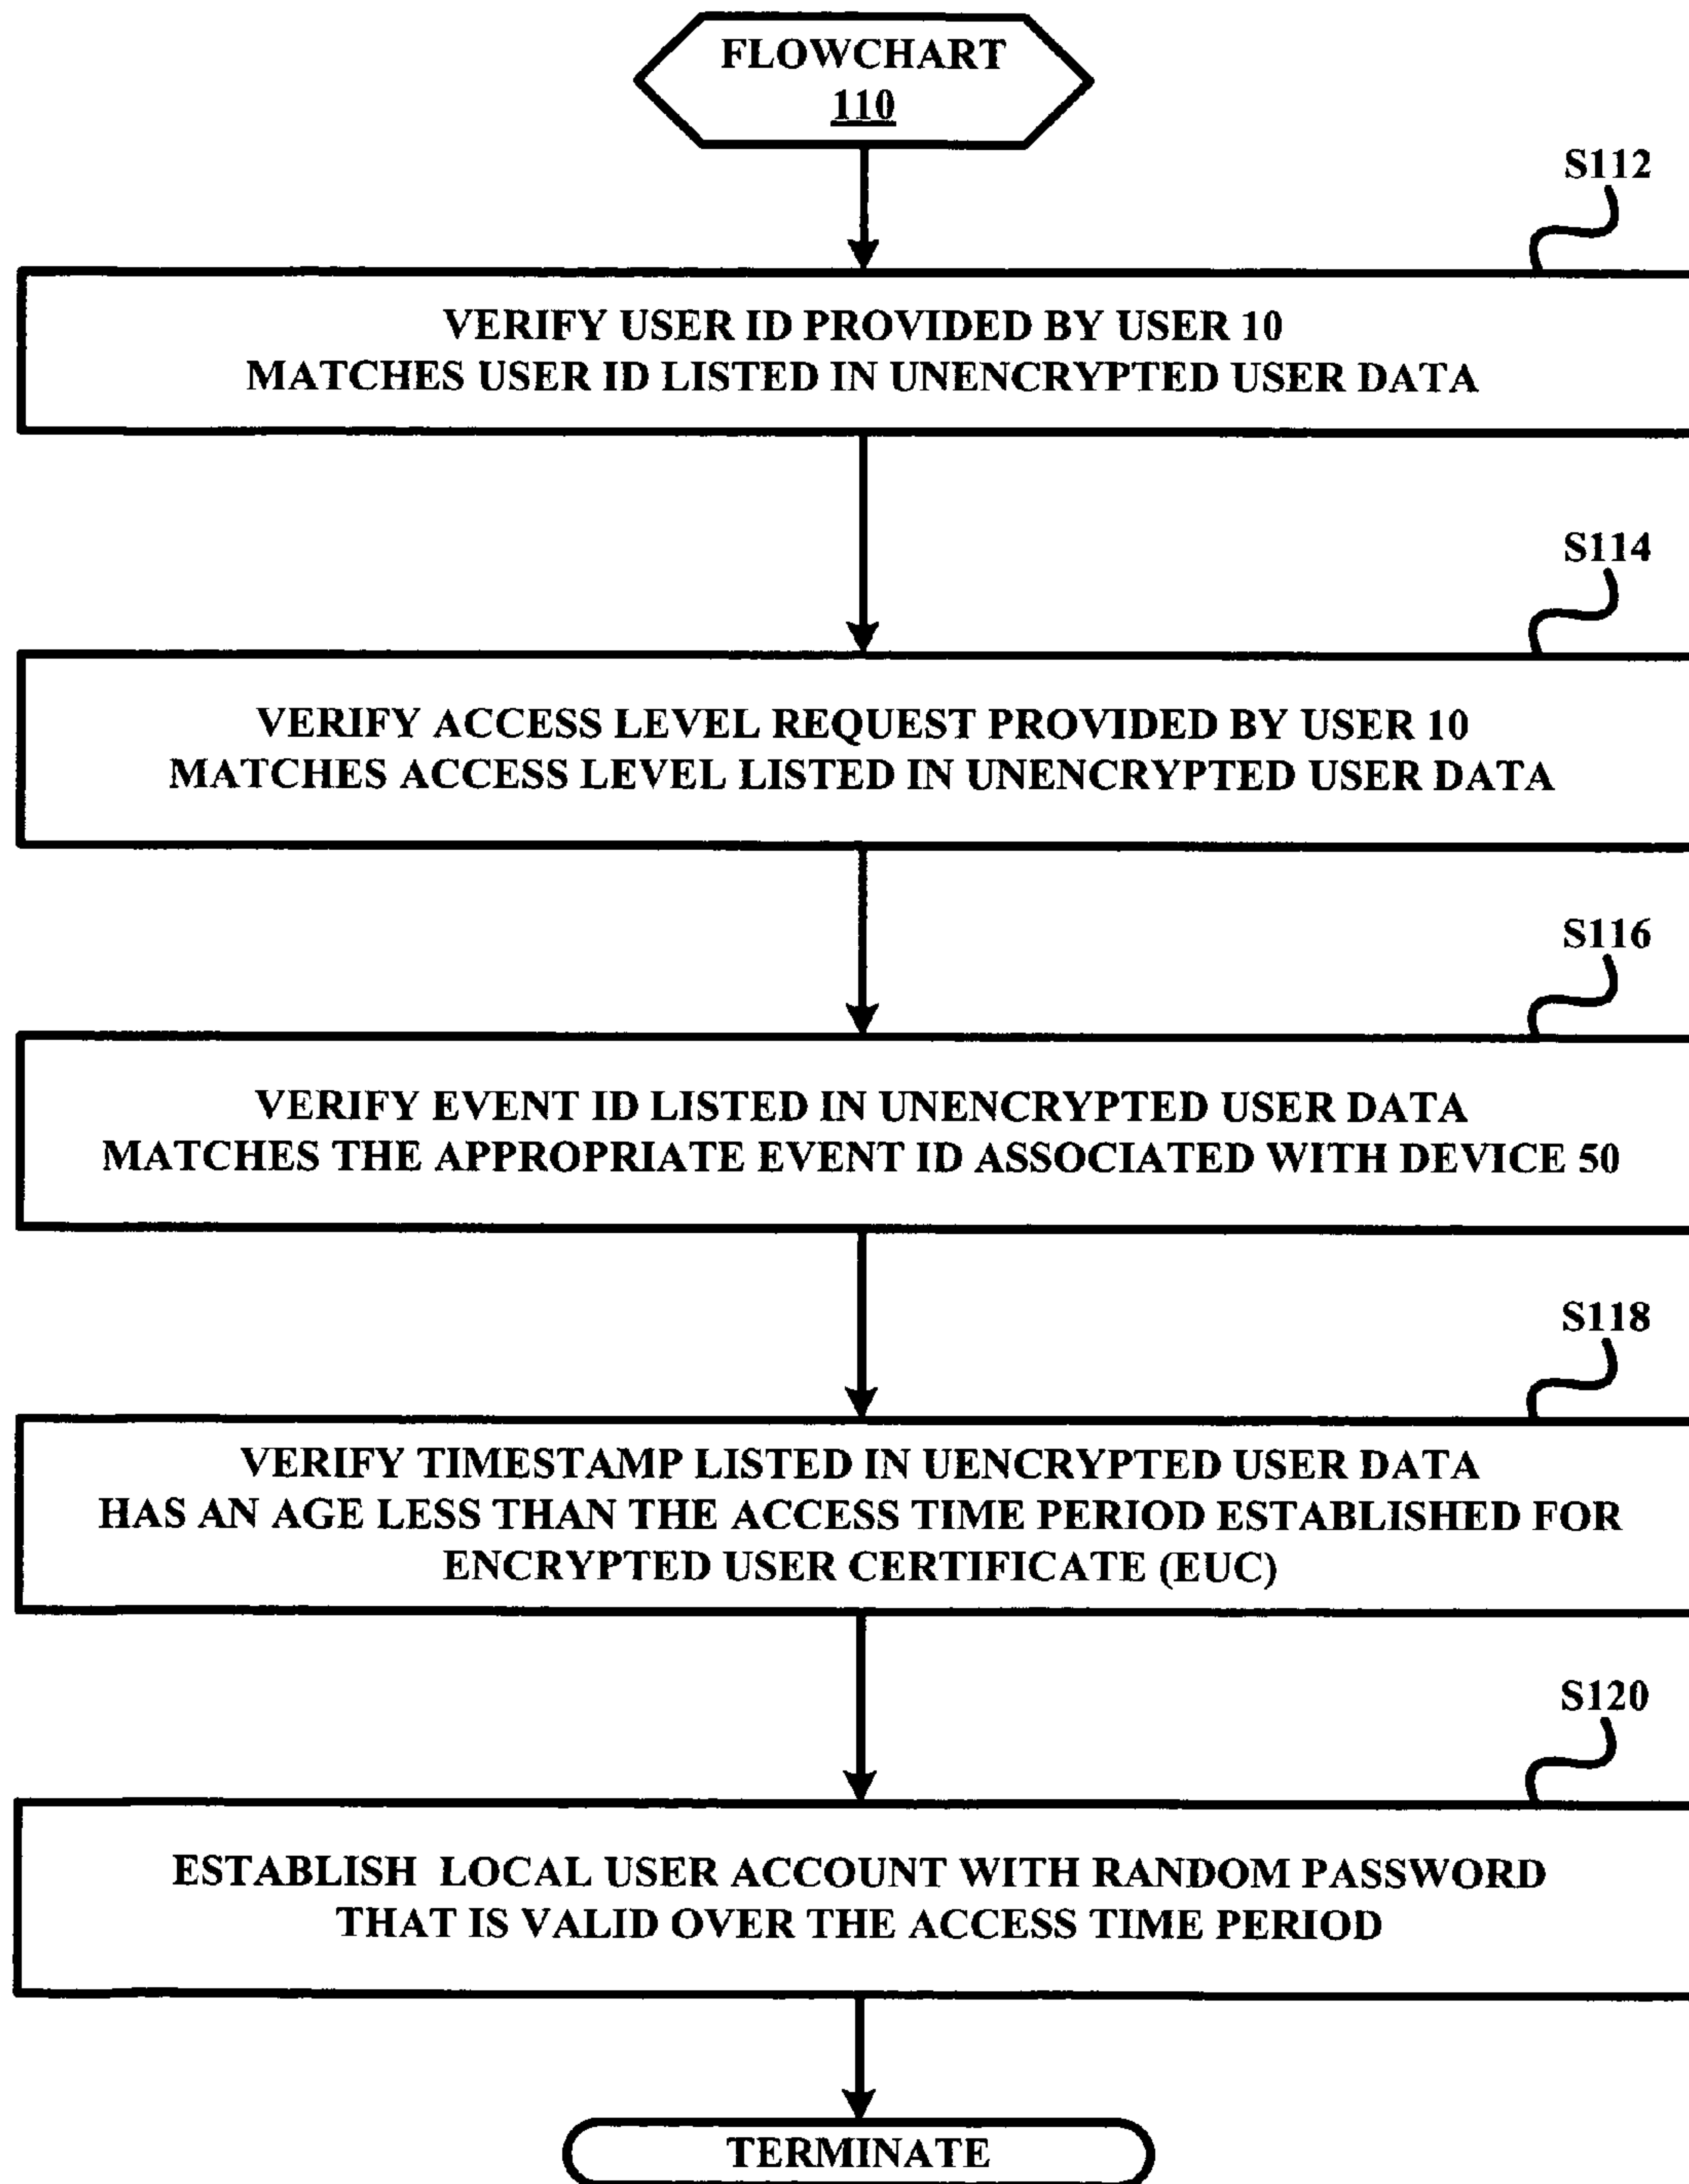 FLOWCHART
110
S112
VERIFY USER ID PROVIDED BY USER 10
MATCHES USER ID LISTED IN UNENCRYPTED USER DATA
S114
VERIFY ACCESS LEVEL REQUEST PROVIDED BY USER 10
MATCHES ACCESS LEVEL LISTED IN UNENCRYPTED USER DATA
S116
VERIFY EVENT ID LISTED IN UNENCRYPTED USER DATA
MATCHES THE APPROPRIATE EVENT ID ASSOCIATED WITH DEVICE 50
S118
VERIFY TIMESTAMP LISTED IN UENCRYPTED USER DATA
HAS AN AGE LESS THAN THE ACCESS TIME PERIOD ESTABLISHED FOR
ENCRYPTED USER CERTIFICATE (EUC)
S120
ESTABLISH LOCAL USER ACCOUNT WITH RANDOM PASSWORD
THAT IS VALID OVER THE ACCESS TIME PERIOD
TERMINATE